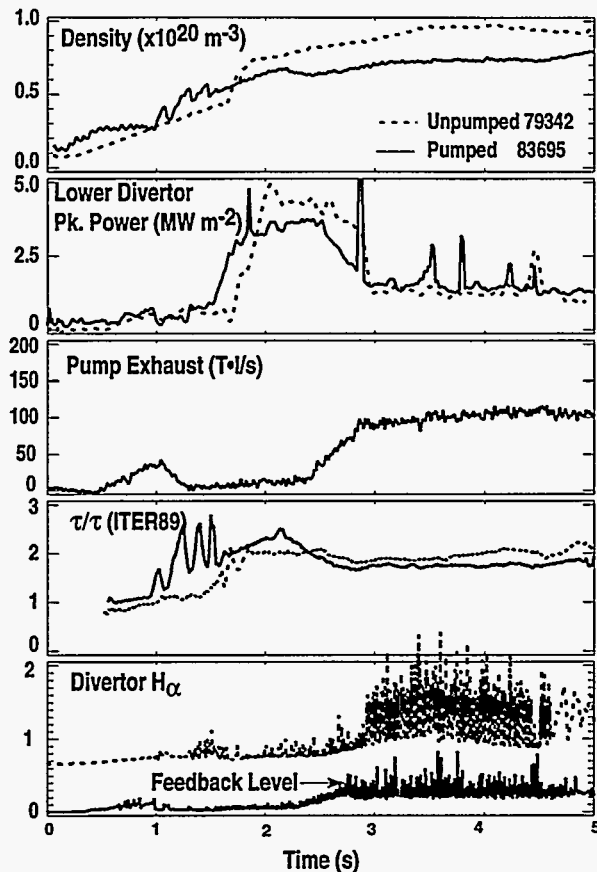 1.0
Density (x10²⁰ m⁻³)
0.5
Unpumped 79342
Pumped 83695
0.0
5.0
Lower Divertor
Pk. Power (MW m⁻²)
2.5
0
200
Pump Exhaust (T•l/s)
150
100
50
0
3
τ/τ (ITER89)
2
1
0
2
Divertor Hα
1
Feedback Level
0
0 1 2 3 4 5
Time (s)